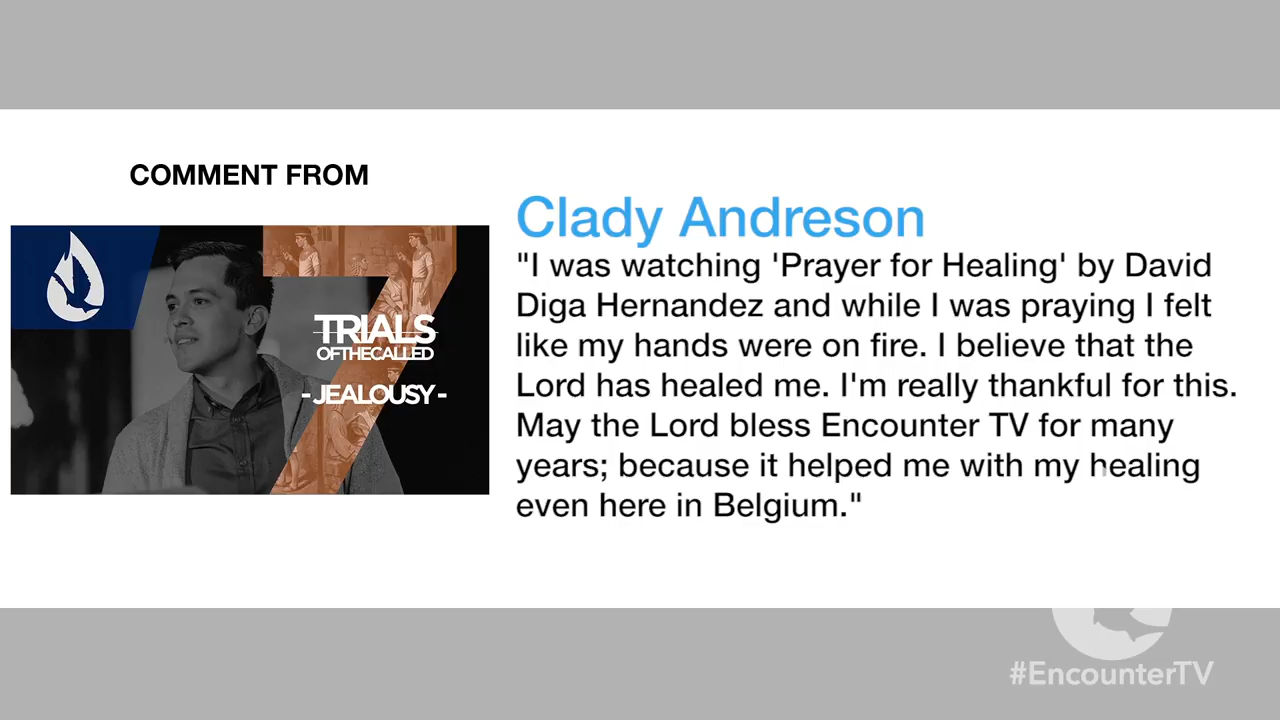 COMMENT FROM
TRIALS
OFTHECALLED
- JEALOUSY -
Clady Andreson
"I was watching 'Prayer for Healing' by David
Diga Hernandez and while I was praying I felt
like my hands were on fire. I believe that the
Lord has healed me. I'm really thankful for this.
May the Lord bless Encounter TV for many
years; because it helped me with my healing
even here in Belgium."
#EncounterTV